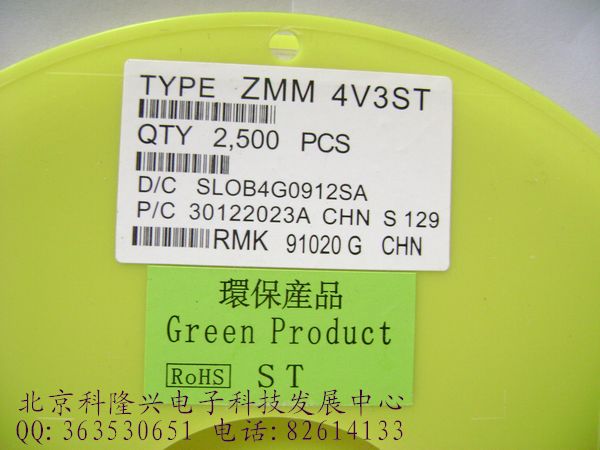 TYPE ZMM 4V3ST
QTY 2,500 PCS
D/C SLOB4G0912SA
P/C 30122023A CHN S 129
RMK 91020 G CHN
環保産品
Green Product
RoHS ST
北京科隆兴电子科技发展中心
QQ:363530651 电话:82614133